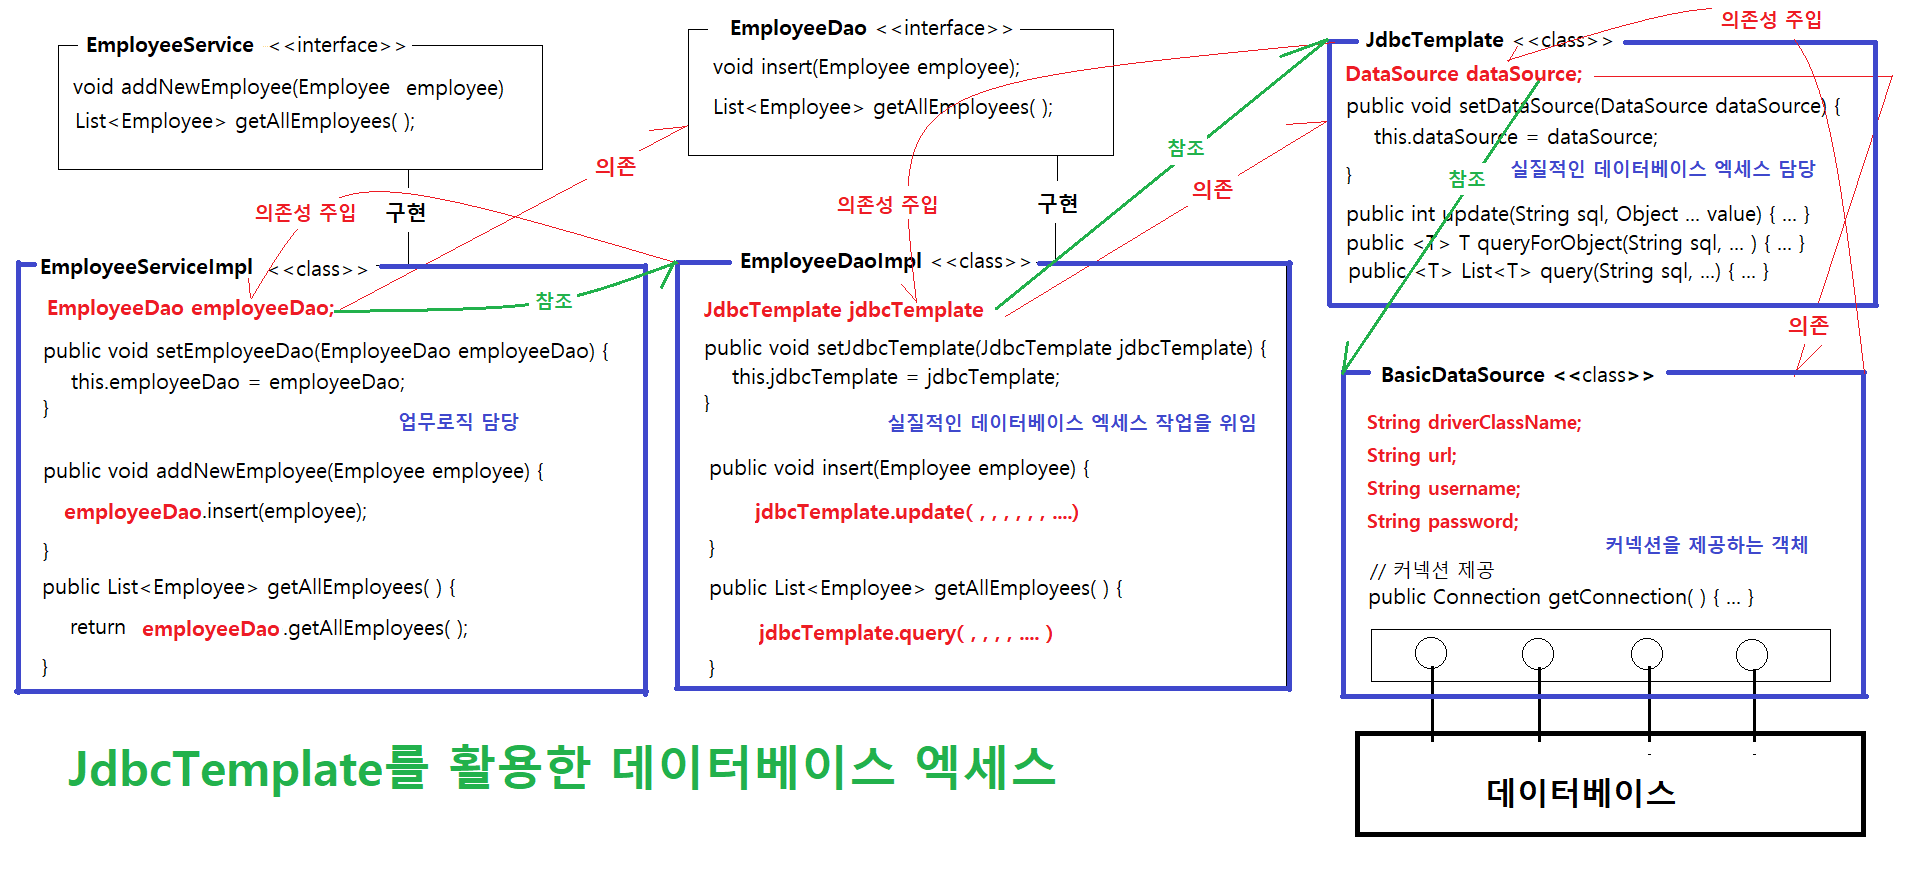 EmployeeService <<interface>>
void addNewEmployee(Employee employee)
List<Employee> getAllEmployees( );
EmployeeDao <<interface>>
void insert(Employee employee);
List<Employee> getAllEmployees( );
의존성 주입
JdbcTemplate <<class>>
DataSource dataSource;
public void setDataSource(DataSource dataSource) {
this.dataSource = dataSource;
실질적인 데이터베이스 엑세스 담당
}
public int update(String sql, Object ... value) { ... }
public <T> T queryForObject(String sql, ... ) { ... }
public <T> List<T> query(String sql, ...) { ... }
의존
참조
의존
참조
의존성 주입
구현
의존성 주입
구현
EmployeeServiceImpl <<class>>
EmployeeDao employeeDao;
참조
public void setEmployeeDao(EmployeeDao employeeDao) {
this.employeeDao = employeeDao;
}
업무로직 담당
public void addNewEmployee(Employee employee) {
employeeDao.insert(employee);
}
public List<Employee> getAllEmployees( ) {
return employeeDao.getAllEmployees( );
}
EmployeeDaoImpl <<class>>
JdbcTemplate jdbcTemplate
public void setJdbcTemplate(JdbcTemplate jdbcTemplate) {
this.jdbcTemplate = jdbcTemplate;
}
실질적인 데이터베이스 엑세스 작업을 위임
public void insert(Employee employee) {
jdbcTemplate.update( , , , , , , ....)
}
public List<Employee> getAllEmployees( ) {
jdbcTemplate.query( , , , , .... )
}
의존
BasicDataSource <<class>>
String driverClassName;
String url;
String username;
String password;
커넥션을 제공하는 객체
// 커넥션 제공
public Connection getConnection( ) { ... }
JdbcTemplate를 활용한 데이터베이스 엑세스
데이터베이스